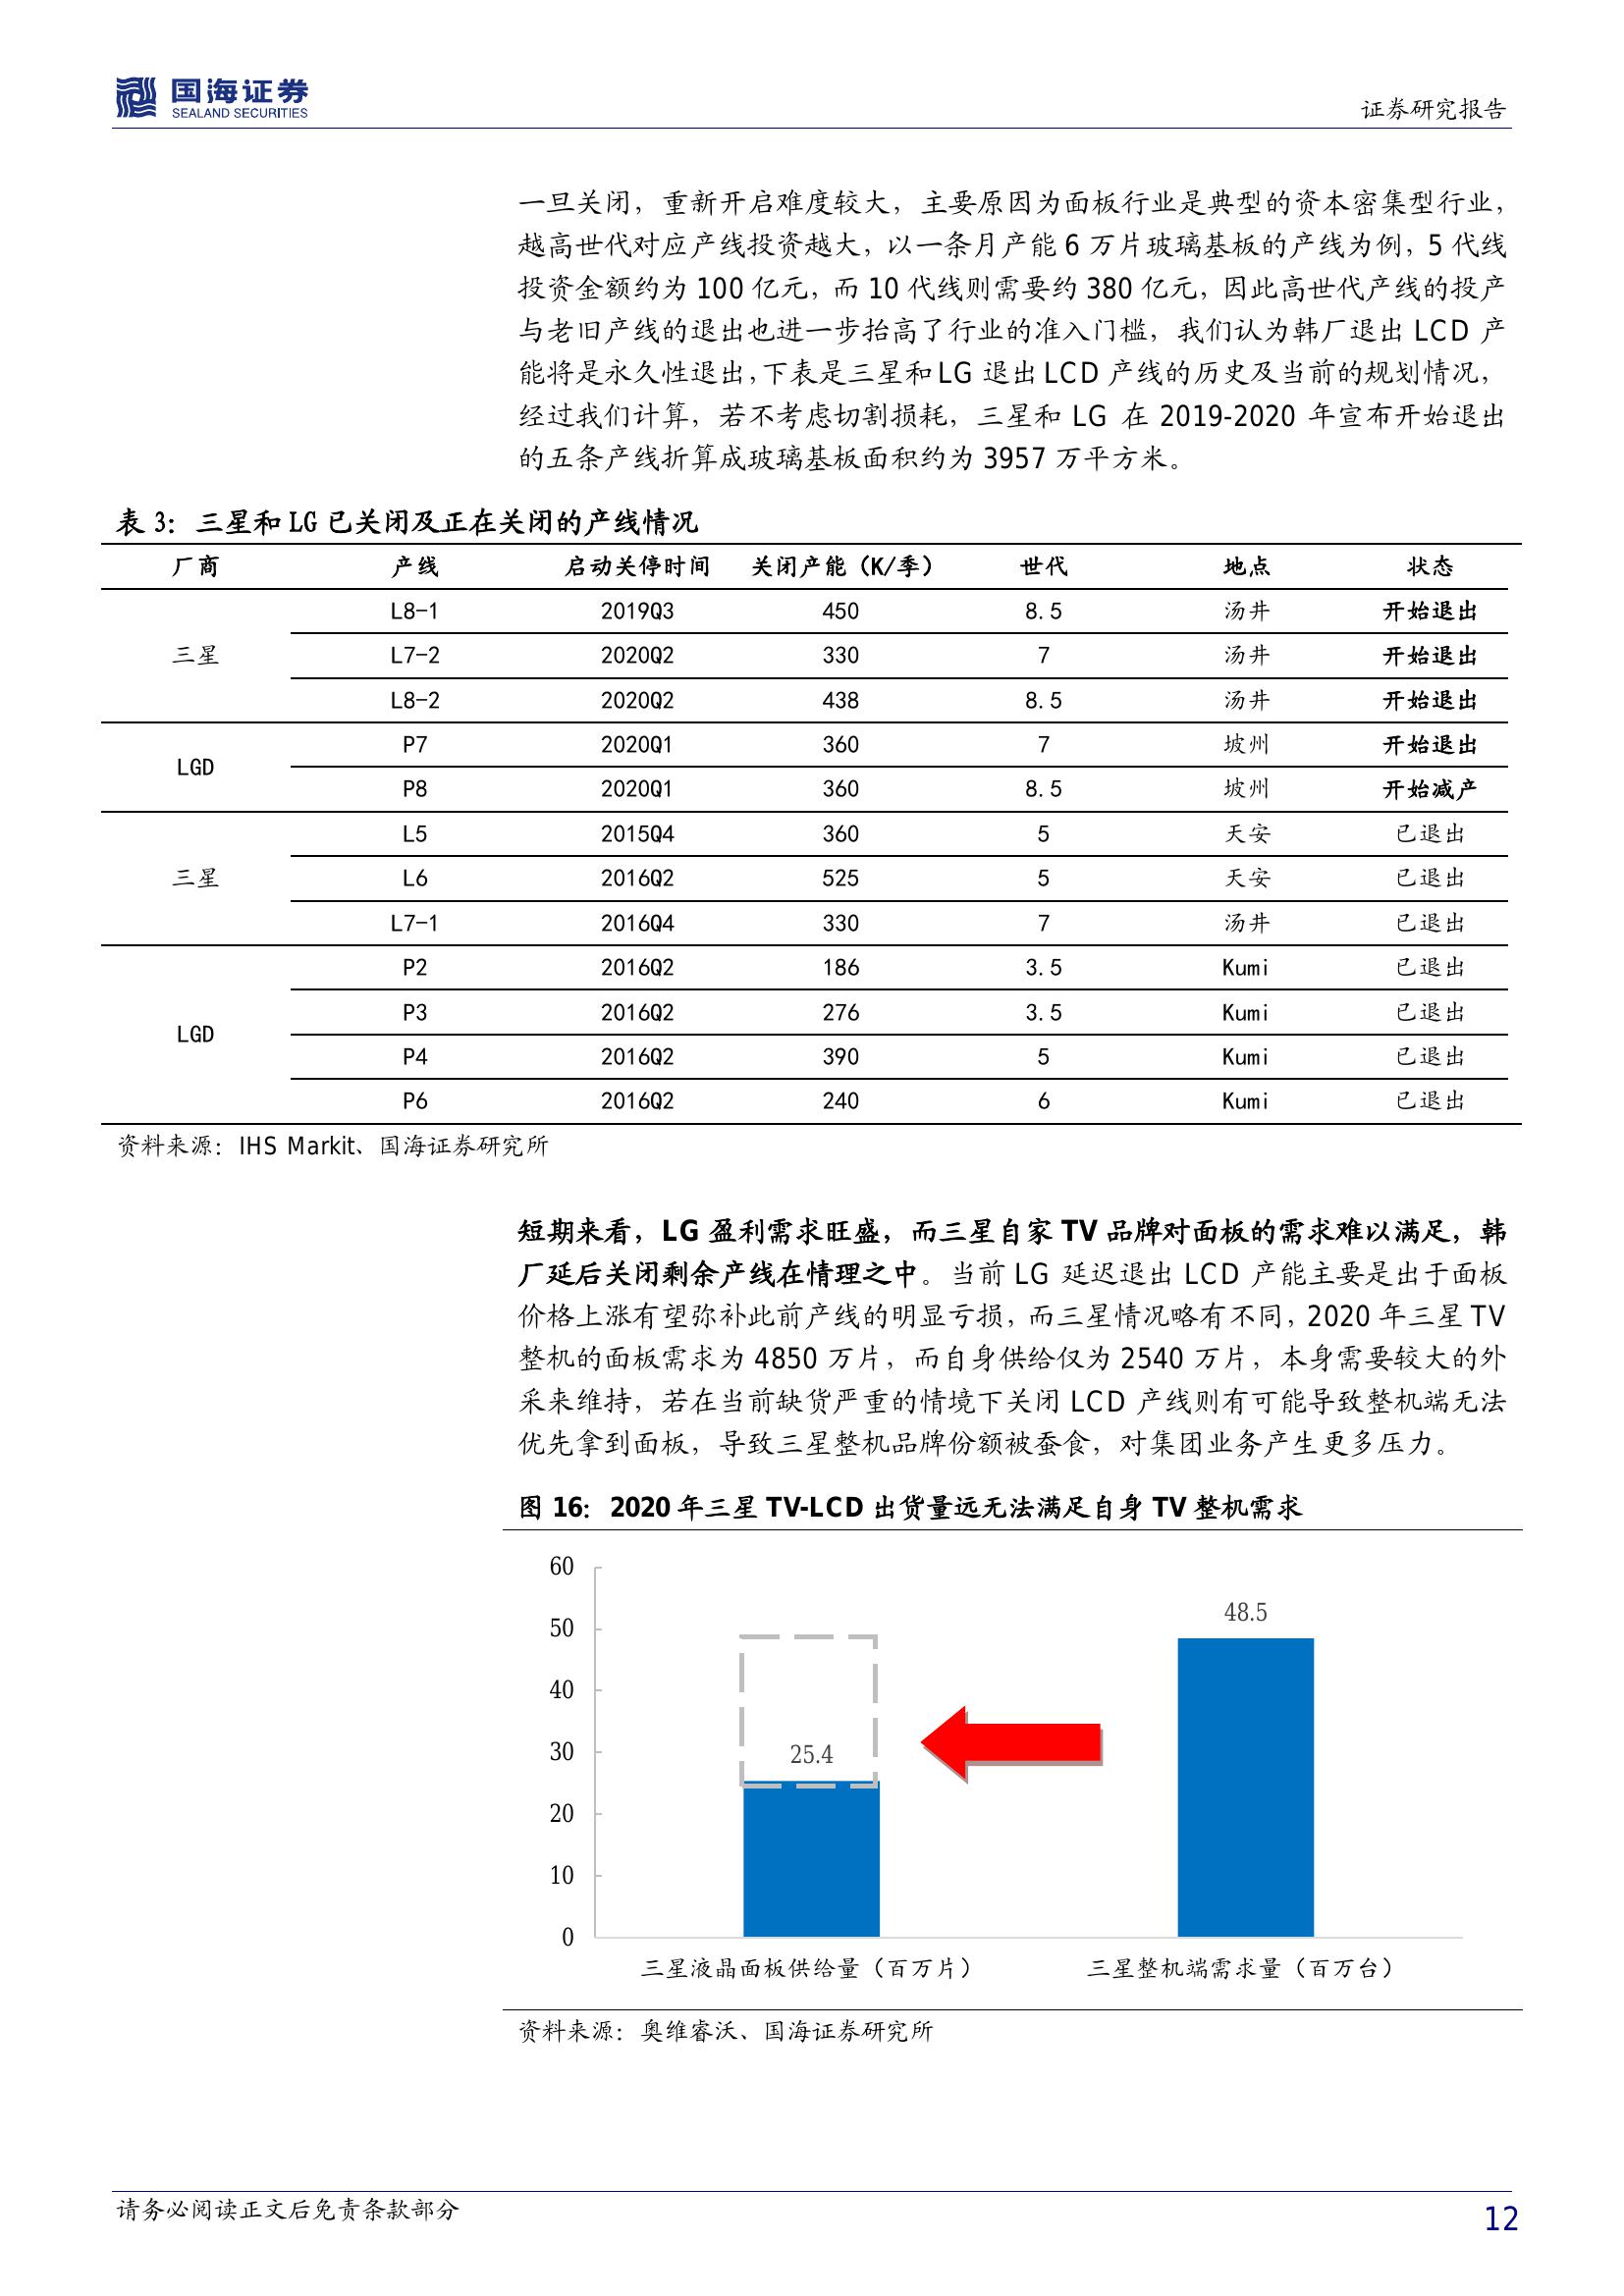 国海证券
SEALAND SECURITIES
证券研究报告
一旦关闭，重新开启难度较大，主要原因为面板行业是典型的资本密集型行业，
越高世代对应产线投资越大，以一条月产能 6 万片玻璃基板的产线为例，5 代线
投资金额约为 100 亿元，而 10 代线则需要约 380 亿元，因此高世代产线的投产
与老旧产线的退出也进一步抬高了行业的准入门槛，我们认为韩厂退出 LCD 产
能将是永久性退出，下表是三星和 LG 退出 LCD 产线的历史及当前的规划情况，
经过我们计算，若不考虑切割损耗，三星和 LG 在 2019-2020 年宣布开始退出
的五条产线折算成玻璃基板面积约为 3957 万平方米。
表 3：三星和 LG 已关闭及正在关闭的产线情况
厂商 产线 启动关停时间 关闭产能（K/季） 世代 地点 状态
L8-1 2019Q3 450 8.5 汤井 开始退出
三星 L7-2 2020Q2 330 7 汤井 开始退出
L8-2 2020Q2 438 8.5 汤井 开始退出
P7 2020Q1 360 7 坡州 开始退出
LGD
P8 2020Q1 360 8.5 坡州 开始减产
L5 2015Q4 360 5 天安 已退出
三星 L6 2016Q2 525 5 天安 已退出
L7-1 2016Q4 330 7 汤井 已退出
P2 2016Q2 186 3.5 Kumi 已退出
P3 2016Q2 276 3.5 Kumi 已退出
LGD
P4 2016Q2 390 5 Kumi 已退出
P6 2016Q2 240 6 Kumi 已退出
资料来源：IHS Markit、国海证券研究所
短期来看，LG 盈利需求旺盛，而三星自家 TV 品牌对面板的需求难以满足，韩
厂延后关闭剩余产线在情理之中。当前 LG 延迟退出 LCD 产能主要是出于面板
价格上涨有望弥补此前产线的明显亏损，而三星情况略有不同，2020 年三星 TV
整机的面板需求为 4850 万片，而自身供给仅为 2540 万片，本身需要较大的外
采来维持，若在当前缺货严重的情境下关闭 LCD 产线则有可能导致整机端无法
优先拿到面板，导致三星整机品牌份额被蚕食，对集团业务产生更多压力。
图 16：2020 年三星 TV-LCD 出货量远无法满足自身 TV 整机需求
60
50
40
30
20
10
0
25.4
48.5
三星液晶面板供给量（百万片）
三星整机端需求量（百万台）
资料来源：奥维睿沃、国海证券研究所
请务必阅读正文后免责条款部分
12